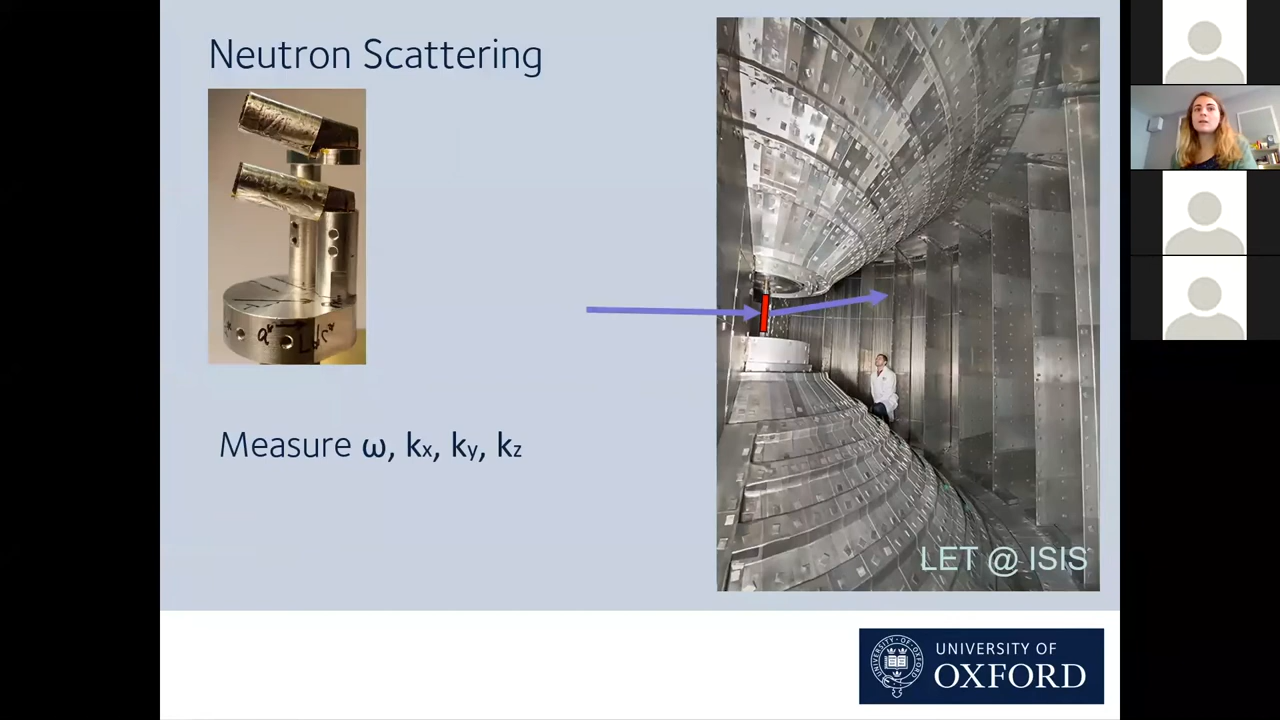 Neutron Scattering
a*
Measure ω, kx, ky, kz
LET @ ISIS
UNIVERSITY OF
OXFORD